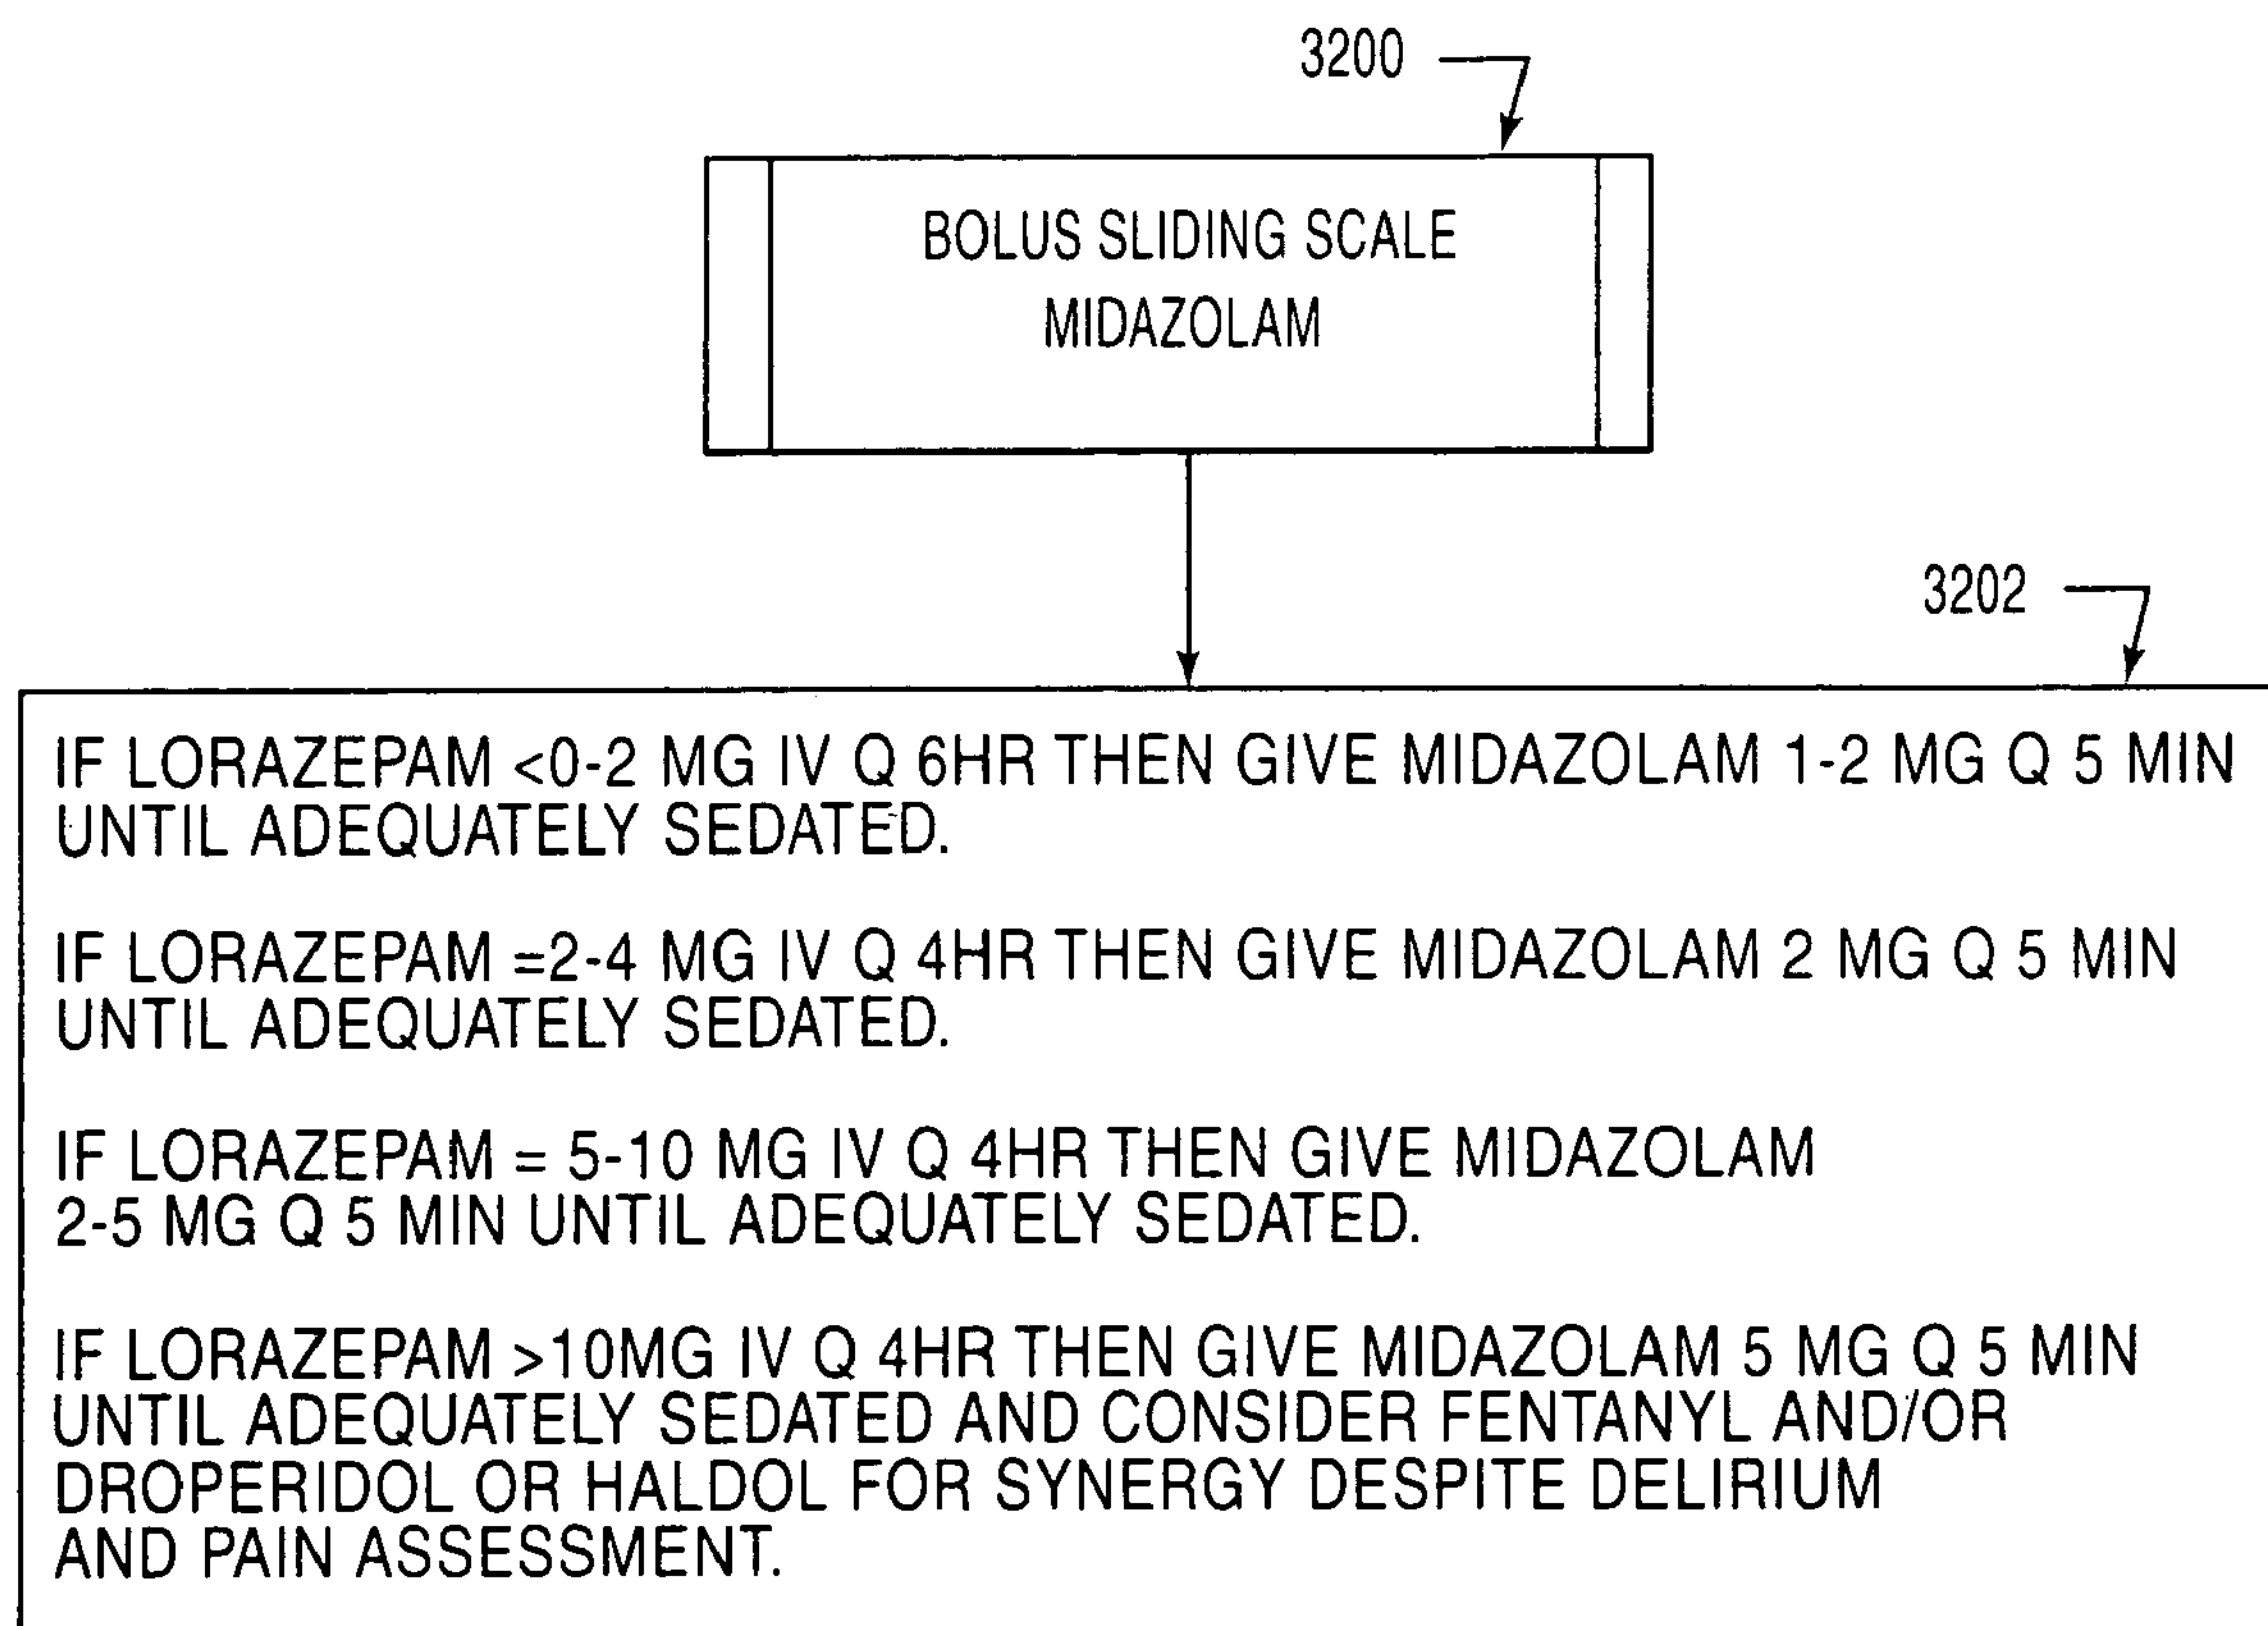 3200
BOLUS SLIDING SCALE
MIDAZOLAM
3202
IF LORAZEPAM <0-2 MG IV Q 6HR THEN GIVE MIDAZOLAM 1-2 MG Q 5 MIN
UNTIL ADEQUATELY SEDATED.
IF LORAZEPAM =2-4 MG IV Q 4HR THEN GIVE MIDAZOLAM 2 MG Q 5 MIN
UNTIL ADEQUATELY SEDATED.
IF LORAZEPAM = 5-10 MG IV Q 4HR THEN GIVE MIDAZOLAM
2-5 MG Q 5 MIN UNTIL ADEQUATELY SEDATED.
IF LORAZEPAM >10MG IV Q 4HR THEN GIVE MIDAZOLAM 5 MG Q 5 MIN
UNTIL ADEQUATELY SEDATED AND CONSIDER FENTANYL AND/OR
DROPERIDOL OR HALDOL FOR SYNERGY DESPITE DELIRIUM
AND PAIN ASSESSMENT.